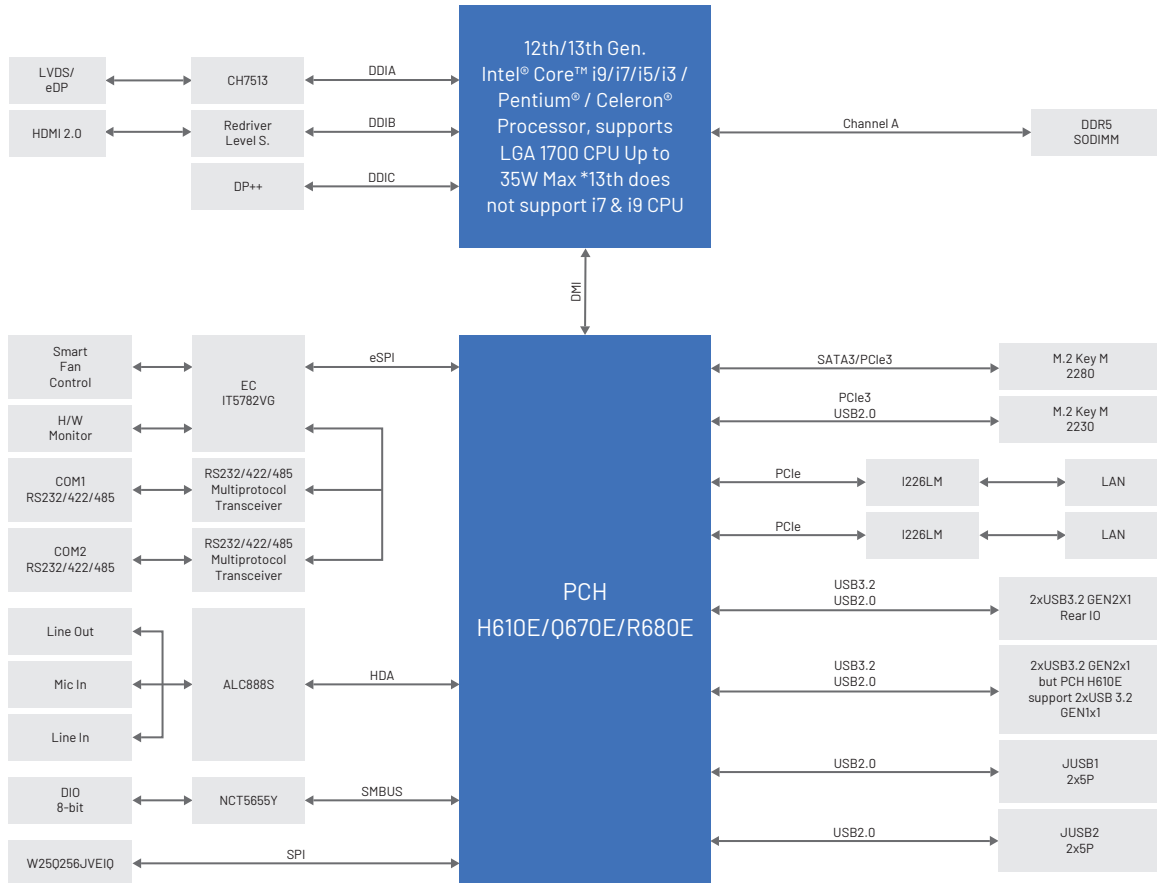 LVDS/
eDP
CH7513
DDIA
HDMI 2.0
Redriver
Level S.
DDIB
DP++
DDIC
12th/13th Gen.
Intel® Core™ i9/i7/i5/i3 /
Pentium® / Celeron®
Processor, supports
LGA 1700 CPU Up to
35W Max *13th does
not support i7 & i9 CPU
Channel A
DDR5
SODIMM
DMI
Smart
Fan
Control
H/W
Monitor
EC
IT5782VG
eSPI
COM1
RS232/422/485
RS232/422/485
Multiprotocol
Transceiver
COM2
RS232/422/485
RS232/422/485
Multiprotocol
Transceiver
Line Out
Mic In
Line In
ALC888S
HDA
DIO
8-bit
NCT5655Y
SMBUS
W25Q256JVEIQ
SPI
PCH
H610E/Q670E/R680E
SATA3/PCIe3
M.2 Key M
2280
PCIe3
USB2.0
M.2 Key M
2230
PCIe
I226LM
LAN
PCIe
I226LM
LAN
USB3.2
USB2.0
2xUSB3.2 GEN2X1
Rear IO
USB3.2
USB2.0
2xUSB3.2 GEN2x1
but PCH H610E
support 2xUSB 3.2
GEN1x1
USB2.0
JUSB1
2x5P
USB2.0
JUSB2
2x5P